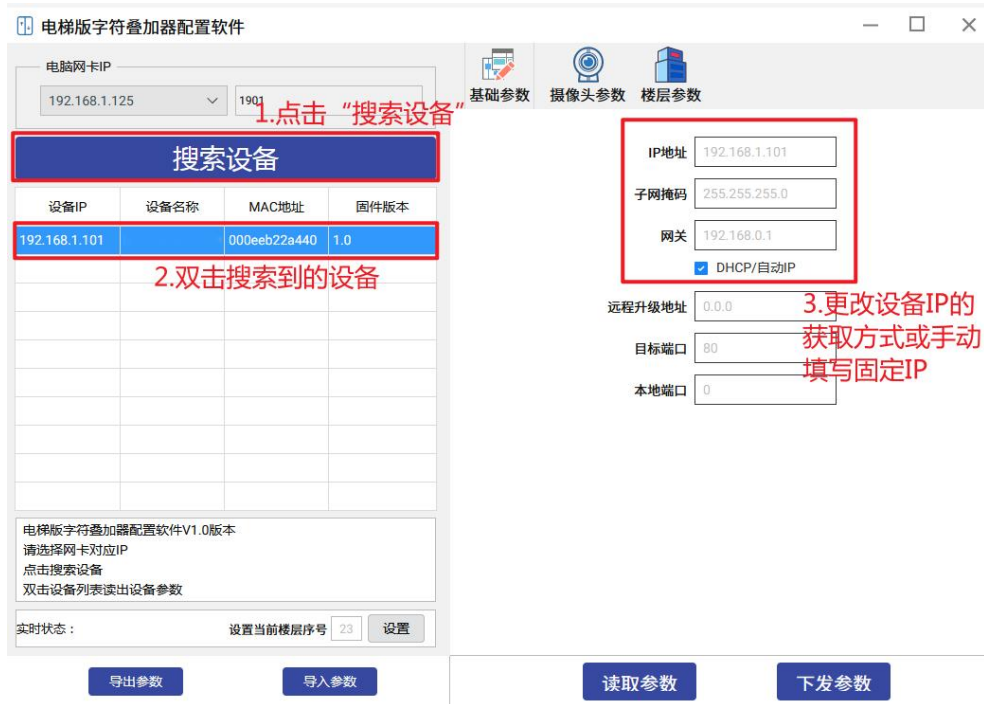 电梯版字符叠加器配置软件
电脑网卡IP
192.168.1.125
1901
1.点击“搜索设备”
搜索设备
设备IP 设备名称 MAC地址 固件版本
192.168.1.101 000eeb22a440 1.0
2.双击搜索到的设备
电梯版字符叠加器配置软件V1.0版本
请选择网卡对应IP
点击搜索设备
双击设备列表读出设备参数
实时状态： 设置当前楼层序号 23 设置
导出参数 导入参数
基础参数 摄像头参数 楼层参数
IP地址 192.168.1.101
子网掩码 255.255.255.0
网关 192.168.0.1
DHCP/自动IP
远程升级地址 0.0.0
目标端口 80
本地端口 0
3.更改设备IP的
获取方式或手动
填写固定IP
读取参数 下发参数